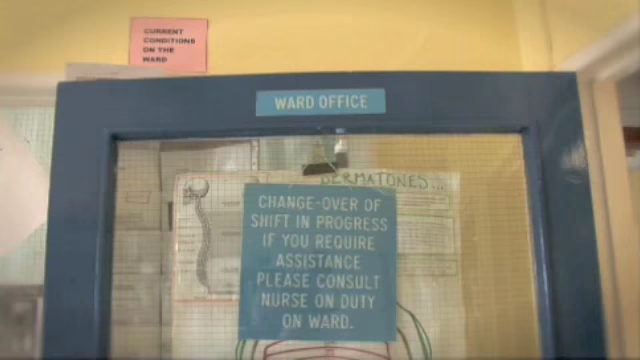 CURRENT
CONDITIONS
ON THE
WARD
WARD OFFICE
DERMATONES...
CHANGE-OVER OF
SHIFT IN PROGRESS
IF YOU REQUIRE
ASSISTANCE
PLEASE CONSULT
NURSE ON DUTY
ON WARD.